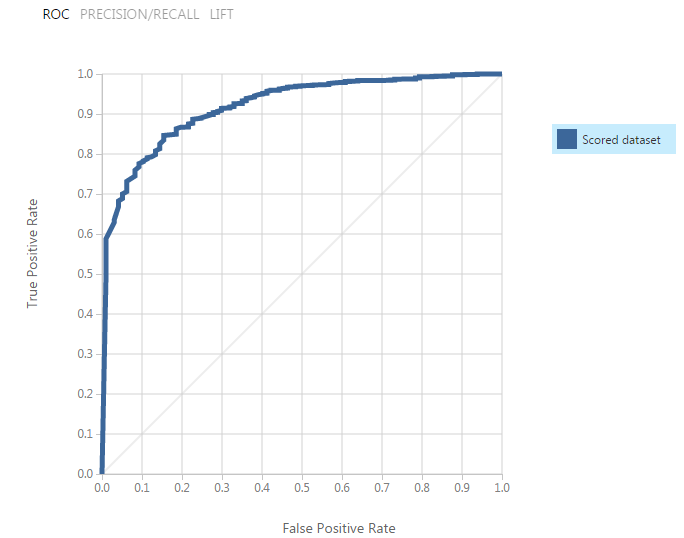 ROC PRECISION/RECALL LIFT
1.0
0.9
0.8
0.7
0.6
0.5
0.4
0.3
0.2
0.1
0.0
True Positive Rate
0.0 0.1 0.2 0.3 0.4 0.5 0.6 0.7 0.8 0.9 1.0
False Positive Rate
Scored dataset